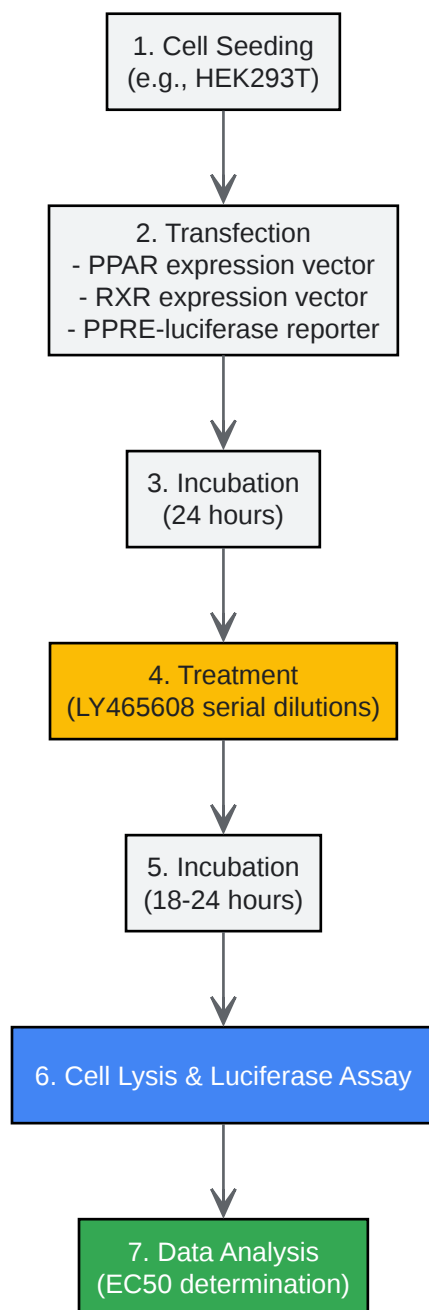 1. Cell Seeding
(e.g., HEK293T)
2. Transfection
- PPAR expression vector
- RXR expression vector
- PPRE-luciferase reporter
3. Incubation
(24 hours)
4. Treatment
(LY465608 serial dilutions)
5. Incubation
(18-24 hours)
6. Cell Lysis & Luciferase Assay
7. Data Analysis
(EC50 determination)